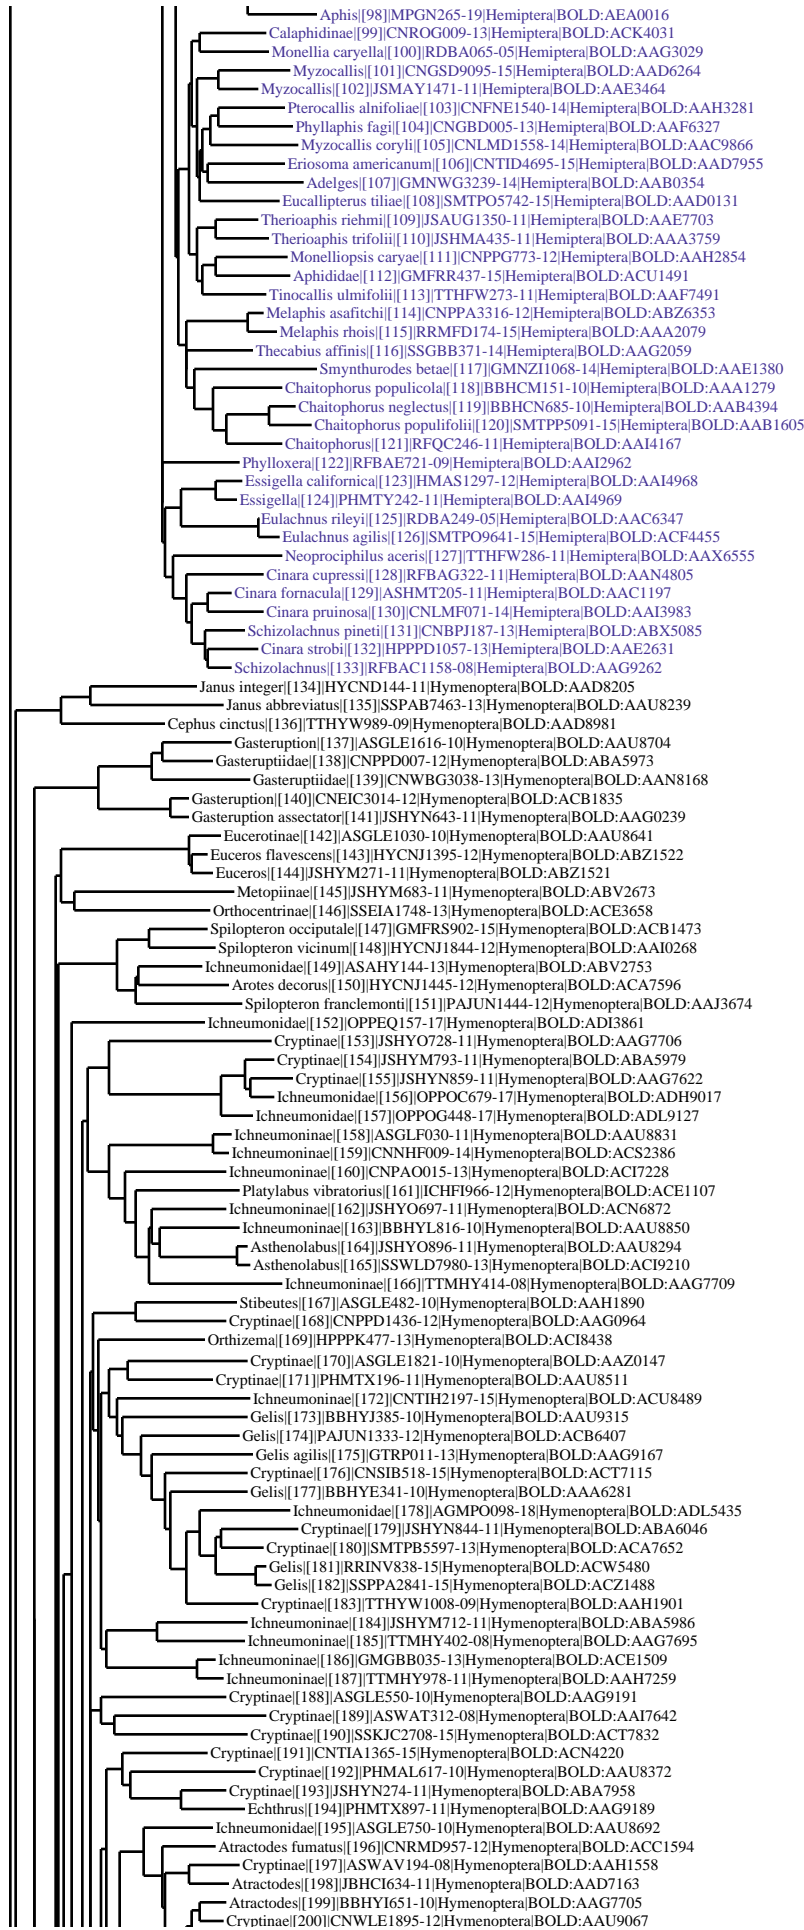 Aphis|[98]|MPGN265-19|Hemiptera|BOLD:AEA0016
Calaphidinae|[99]|CNROG009-13|Hemiptera|BOLD:ACK4031
Monellia caryella|[100]|RDBA065-05|Hemiptera|BOLD:AAG3029
Myzocallis|[101]|CNGSD9095-15|Hemiptera|BOLD:AAD6264
Myzocallis|[102]|JSMAY1471-11|Hemiptera|BOLD:AAE3464
Pterocallis alnifoliae|[103]|CNFNE1540-14|Hemiptera|BOLD:AAH3281
Phyllaphis fagi|[104]|CNGBD005-13|Hemiptera|BOLD:AAF6327
Myzocallis coryli|[105]|CNLMD1558-14|Hemiptera|BOLD:AAC9866
Eriosoma americanum|[106]|CNTID4695-15|Hemiptera|BOLD:AAD7955
Adelges|[107]|GMNWG3239-14|Hemiptera|BOLD:AAB0354
Eucallipterus tiliae|[108]|SMTPO5742-15|Hemiptera|BOLD:AAD0131
Therioaphis riehmi|[109]|JSAUG1350-11|Hemiptera|BOLD:AAE7703
Therioaphis trifolii|[110]|JSHMA435-11|Hemiptera|BOLD:AAA3759
Monelliopsis caryae|[111]|CNPPG773-12|Hemiptera|BOLD:AAH2854
Aphididae|[112]|GMFRR437-15|Hemiptera|BOLD:ACU1491
Tinocallis ulmifolii|[113]|TTHFW273-11|Hemiptera|BOLD:AAF7491
Melaphis asafitchi|[114]|CNPPA3316-12|Hemiptera|BOLD:ABZ6353
Melaphis rhois|[115]|RRMFD174-15|Hemiptera|BOLD:AAA2079
Thecabius affinis|[116]|SSGBB371-14|Hemiptera|BOLD:AAG2059
Smynthurodes betae|[117]|GMNZI1068-14|Hemiptera|BOLD:AAE1380
Chaitophorus populicola|[118]|BBHCM151-10|Hemiptera|BOLD:AAA1279
Chaitophorus neglectus|[119]|BBHCN685-10|Hemiptera|BOLD:AAB4394
Chaitophorus populifolii|[120]|SMTPP5091-15|Hemiptera|BOLD:AAB1605
Chaitophorus|[121]|RFQC246-11|Hemiptera|BOLD:AAI4167
Phylloxera|[122]|RFBAE721-09|Hemiptera|BOLD:AAI2962
Essigella californica|[123]|HMAS1297-12|Hemiptera|BOLD:AAI4968
Essigella|[124]|PHMTY242-11|Hemiptera|BOLD:AAI4969
Eulachnus rileyi|[125]|RDBA249-05|Hemiptera|BOLD:AAC6347
Eulachnus agilis|[126]|SMTPO9641-15|Hemiptera|BOLD:ACF4455
Neoprociphilus aceris|[127]|TTHFW286-11|Hemiptera|BOLD:AAX6555
Cinara cupressi|[128]|RFBAG322-11|Hemiptera|BOLD:AAN4805
Cinara fornacula|[129]|ASHMT205-11|Hemiptera|BOLD:AAC1197
Cinara pruinosa|[130]|CNLMF071-14|Hemiptera|BOLD:AAI3983
Schizolachnus pineti|[131]|CNBPJ187-13|Hemiptera|BOLD:ABX5085
Cinara strobi|[132]|HPPPD1057-13|Hemiptera|BOLD:AAE2631
Schizolachnus|[133]|RFBAC1158-08|Hemiptera|BOLD:AAG9262
Janus integer|[134]|HYCND144-11|Hymenoptera|BOLD:AAD8205
Janus abbreviatus|[135]|SSPAB7463-13|Hymenoptera|BOLD:AAU8239
Cephus cinctus|[136]|TTHYW989-09|Hymenoptera|BOLD:AAD8981
Gasteruption|[137]|ASGLE1616-10|Hymenoptera|BOLD:AAU8704
Gasteruptiidae|[138]|CNPPD007-12|Hymenoptera|BOLD:ABA5973
Gasteruptiidae|[139]|CNWBG3038-13|Hymenoptera|BOLD:AAN8168
Gasteruption|[140]|CNEIC3014-12|Hymenoptera|BOLD:ACB1835
Gasteruption assectator|[141]|JSHYN643-11|Hymenoptera|BOLD:AAG0239
Eucerotinae|[142]|ASGLE1030-10|Hymenoptera|BOLD:AAU8641
Euceros flavescens|[143]|HYCNJ1395-12|Hymenoptera|BOLD:ABZ1522
Euceros|[144]|JSHYM271-11|Hymenoptera|BOLD:ABZ1521
Metopiinae|[145]|JSHYM683-11|Hymenoptera|BOLD:ABV2673
Orthocentrinae|[146]|SSEIA1748-13|Hymenoptera|BOLD:ACE3658
Spilopteron occiputale|[147]|GMFRS902-15|Hymenoptera|BOLD:ACB1473
Spilopteron vicinum|[148]|HYCNJ1844-12|Hymenoptera|BOLD:AAI0268
Ichneumonidae|[149]|ASAHY144-13|Hymenoptera|BOLD:ABV2753
Arotes decorus|[150]|HYCNJ1445-12|Hymenoptera|BOLD:ACA7596
Spilopteron franclemonti|[151]|PAJUN1444-12|Hymenoptera|BOLD:AAJ3674
Ichneumonidae|[152]|OPPEQ157-17|Hymenoptera|BOLD:ADI3861
Cryptinae|[153]|JSHYO728-11|Hymenoptera|BOLD:AAG7706
Cryptinae|[154]|JSHYM793-11|Hymenoptera|BOLD:ABA5979
Cryptinae|[155]|JSHYN859-11|Hymenoptera|BOLD:AAG7622
Ichneumonidae|[156]|OPPOC679-17|Hymenoptera|BOLD:ADH9017
Ichneumonidae|[157]|OPPOG448-17|Hymenoptera|BOLD:ADL9127
Ichneumoninae|[158]|ASGLF030-11|Hymenoptera|BOLD:AAU8831
Ichneumoninae|[159]|CNNHF009-14|Hymenoptera|BOLD:ACS2386
Ichneumoninae|[160]|CNPAO015-13|Hymenoptera|BOLD:ACI7228
Platylabus vibratorius|[161]|ICHFI966-12|Hymenoptera|BOLD:ACE1107
Ichneumoninae|[162]|JSHYO697-11|Hymenoptera|BOLD:ACN6872
Ichneumoninae|[163]|BBHYL816-10|Hymenoptera|BOLD:AAU8850
Asthenolabus|[164]|JSHYO896-11|Hymenoptera|BOLD:AAU8294
Asthenolabus|[165]|SSWLD7980-13|Hymenoptera|BOLD:ACI9210
Ichneumoninae|[166]|TTMHY414-08|Hymenoptera|BOLD:AAG7709
Stibeutes|[167]|ASGLE482-10|Hymenoptera|BOLD:AAH1890
Cryptinae|[168]|CNPPD1436-12|Hymenoptera|BOLD:AAG0964
Orthizema|[169]|HPPPK477-13|Hymenoptera|BOLD:ACI8438
Cryptinae|[170]|ASGLE1821-10|Hymenoptera|BOLD:AAZ0147
Cryptinae|[171]|PHMTX196-11|Hymenoptera|BOLD:AAU8511
Ichneumoninae|[172]|CNTIH2197-15|Hymenoptera|BOLD:ACU8489
Gelis|[173]|BBHYJ385-10|Hymenoptera|BOLD:AAU9315
Gelis|[174]|PAJUN1333-12|Hymenoptera|BOLD:ACB6407
Gelis agilis|[175]|GTRP011-13|Hymenoptera|BOLD:AAG9167
Cryptinae|[176]|CNSIB518-15|Hymenoptera|BOLD:ACT7115
Gelis|[177]|BBHYE341-10|Hymenoptera|BOLD:AAA6281
Ichneumonidae|[178]|AGMPO098-18|Hymenoptera|BOLD:ADL5435
Cryptinae|[179]|JSHYN844-11|Hymenoptera|BOLD:ABA6046
Cryptinae|[180]|SMTPB5597-13|Hymenoptera|BOLD:ACA7652
Gelis|[181]|RRINV838-15|Hymenoptera|BOLD:ACW5480
Gelis|[182]|SSPPA2841-15|Hymenoptera|BOLD:ACZ1488
Cryptinae|[183]|TTHYW1008-09|Hymenoptera|BOLD:AAH1901
Ichneumoninae|[184]|JSHYM712-11|Hymenoptera|BOLD:ABA5986
Ichneumoninae|[185]|TTMHY402-08|Hymenoptera|BOLD:AAG7695
Ichneumoninae|[186]|GMGBB035-13|Hymenoptera|BOLD:ACE1509
Ichneumoninae|[187]|TTMHY978-11|Hymenoptera|BOLD:AAH7259
Cryptinae|[188]|ASGLE550-10|Hymenoptera|BOLD:AAG9191
Cryptinae|[189]|ASWAT312-08|Hymenoptera|BOLD:AAI7642
Cryptinae|[190]|SSKJC2708-15|Hymenoptera|BOLD:ACT7832
Cryptinae|[191]|CNTIA1365-15|Hymenoptera|BOLD:ACN4220
Cryptinae|[192]|PHMAL617-10|Hymenoptera|BOLD:AAU8372
Cryptinae|[193]|JSHYN274-11|Hymenoptera|BOLD:ABA7958
Echthrus|[194]|PHMTX897-11|Hymenoptera|BOLD:AAG9189
Ichneumonidae|[195]|ASGLE750-10|Hymenoptera|BOLD:AAU8692
Atractodes fumatus|[196]|CNRMD957-12|Hymenoptera|BOLD:ACC1594
Cryptinae|[197]|ASWAV194-08|Hymenoptera|BOLD:AAH1558
Atractodes|[198]|JBHCI634-11|Hymenoptera|BOLD:AAD7163
Atractodes|[199]|BBHYI651-10|Hymenoptera|BOLD:AAG7705
Cryptinae|[200]|CNWLE1895-12|Hymenoptera|BOLD:AAU9067